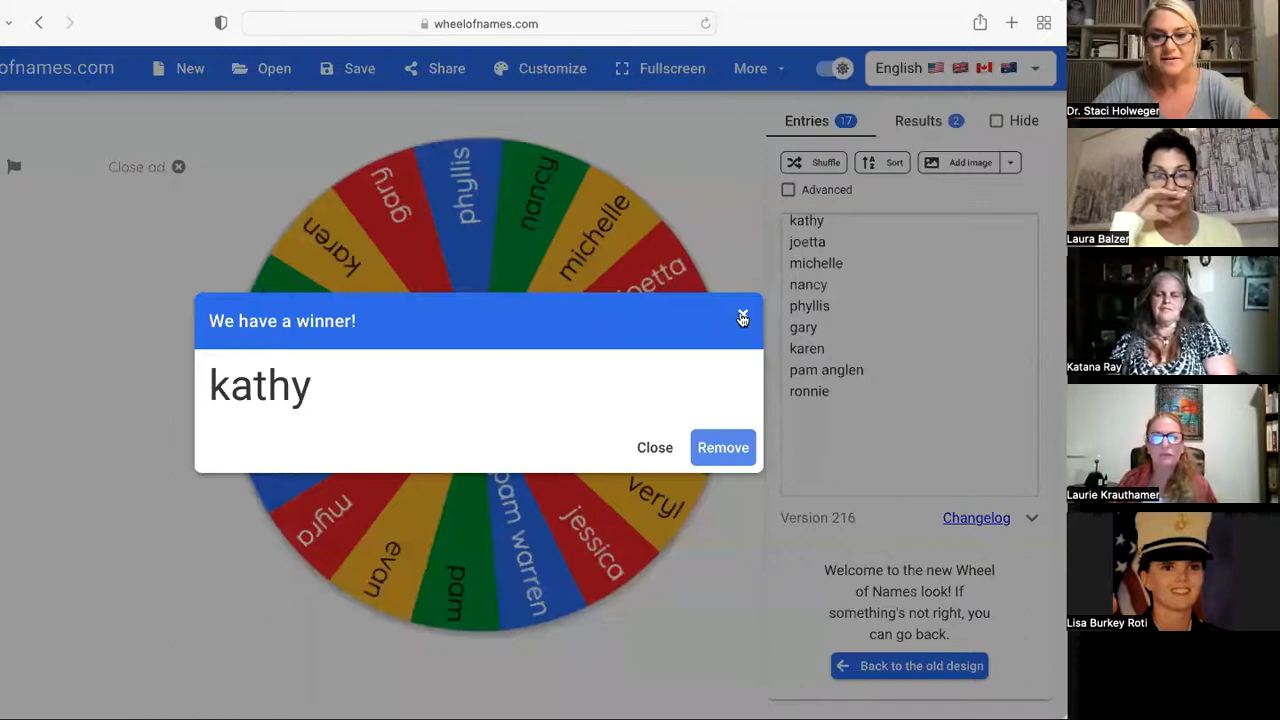 wheelofnames.com
ofnames.com
New
Open
Save
Share
Customize
Fullscreen
More
English
Close ad
Entries 17
Results 2
Hide
Shuffle
Sort
Add image
Advanced
kathy
joetta
michelle
nancy
phyllis
gary
karen
pam anglen
ronnie
karen
gary
phyllis
nancy
michelle
joetta
We have a winner!
kathy
Close
Remove
myra
evan
pam
pam warren
jessica
veryl
Version 216
Changelog
Welcome to the new Wheel
of Names look! If
something's not right, you
can go back.
Back to the old design
Dr. Staci Holweger
Laura Balzer
Katana Ray
Laurie Krauthamer
Lisa Burkey Roti